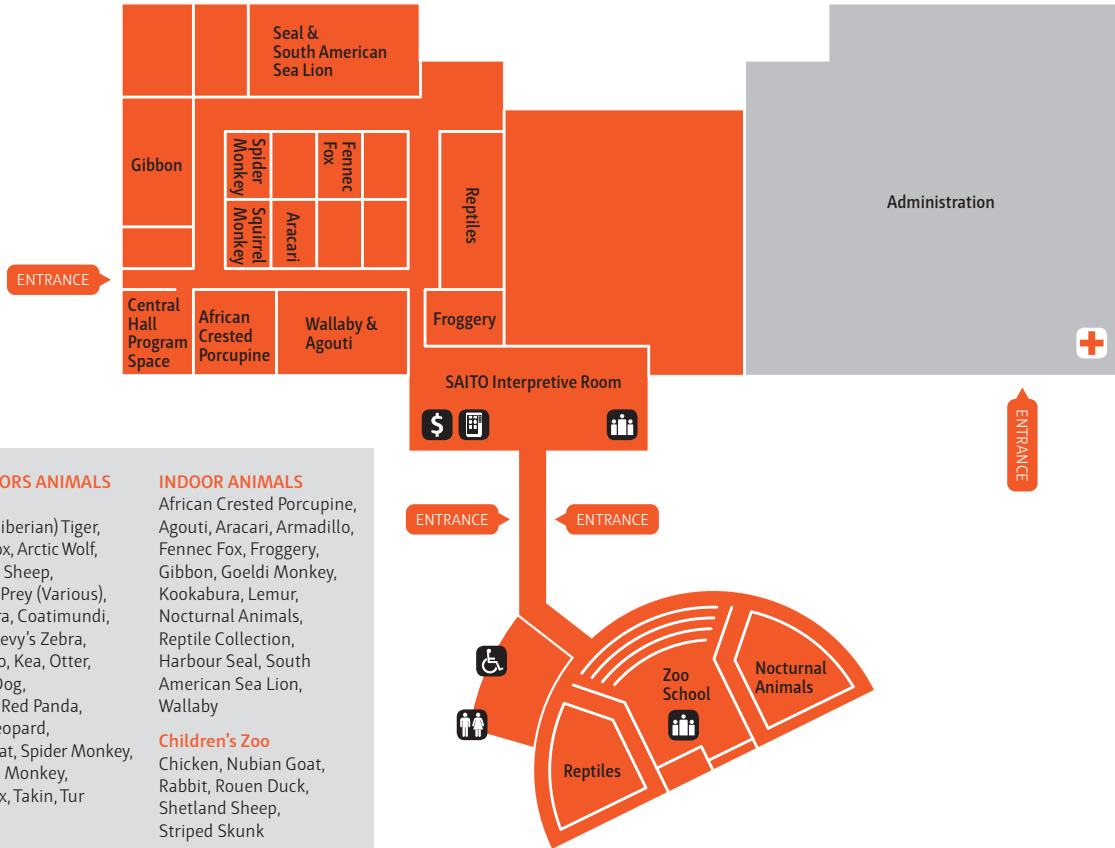 Seal &
South American
Sea Lion
Gibbon
Spider
Monkey
Fennec
Fox
Squirrel
Monkey
Aracari
Reptiles
Administration
ENTRANCE
Central
Hall
Program
Space
African
Crested
Porcupine
Wallaby &
Agouti
Froggery
SAITO Interpretive Room
$
ENTRANCE
ENTRANCE
ENTRANCE
ORS ANIMALS
iberian) Tiger,
ox, Arctic Wolf,
Sheep,
Prey (Various),
ra, Coatimundi,
evy's Zebra,
o, Kea, Otter,
Dog,
Red Panda,
eopard,
at, Spider Monkey,
Monkey,
x, Takin, Tur
INDOOR ANIMALS
African Crested Porcupine,
Agouti, Aracari, Armadillo,
Fennec Fox, Froggery,
Gibbon, Goeldi Monkey,
Kookabura, Lemur,
Nocturnal Animals,
Reptile Collection,
Harbour Seal, South
American Sea Lion,
Wallaby
Children's Zoo
Chicken, Nubian Goat,
Rabbit, Rouen Duck,
Shetland Sheep,
Striped Skunk
Zoo
School
Nocturnal
Animals
Reptiles